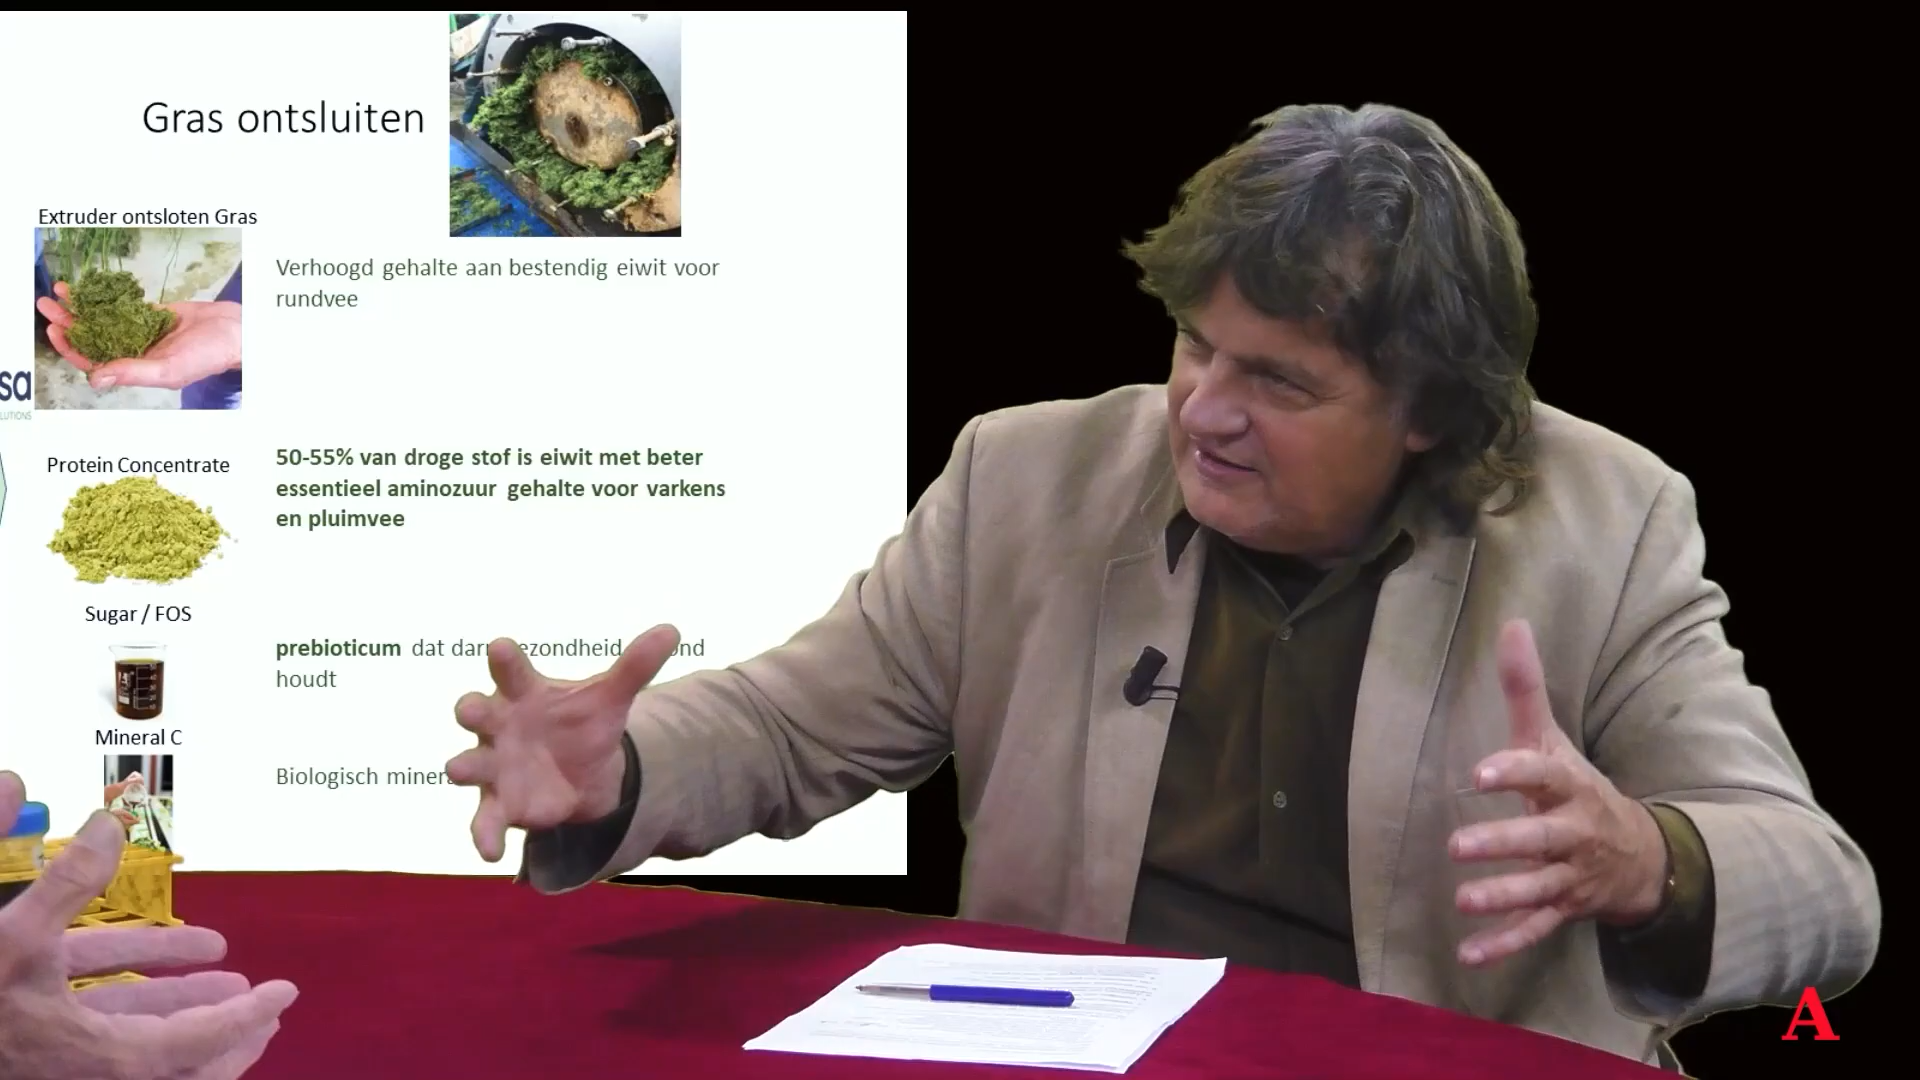 Gras ontsluiten
Extruder ontsloten Gras
Verhoogd gehalte aan bestendig eiwit voor
rundvee
sa
LUTIONS
Protein Concentrate
50-55% van droge stof is eiwit met beter
essentieel aminozuur gehalte voor varkens
en pluimvee
Sugar / FOS
prebioticum dat
houdt
Mineral C
Biologisch
A